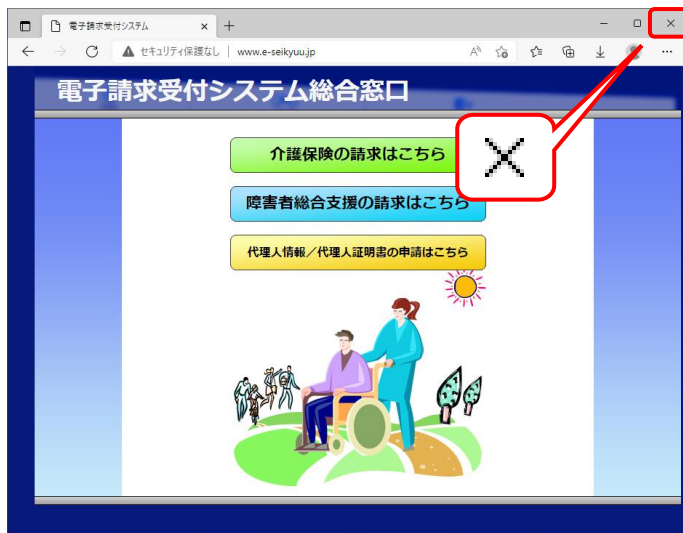 電子請求受付システム
セキュリティ保護なし | www.e-seikyuu.jp
電子請求受付システム総合窓口
介護保険の請求はこちら
障害者総合支援の請求はこちら
代理人情報／代理人証明書の申請はこちら